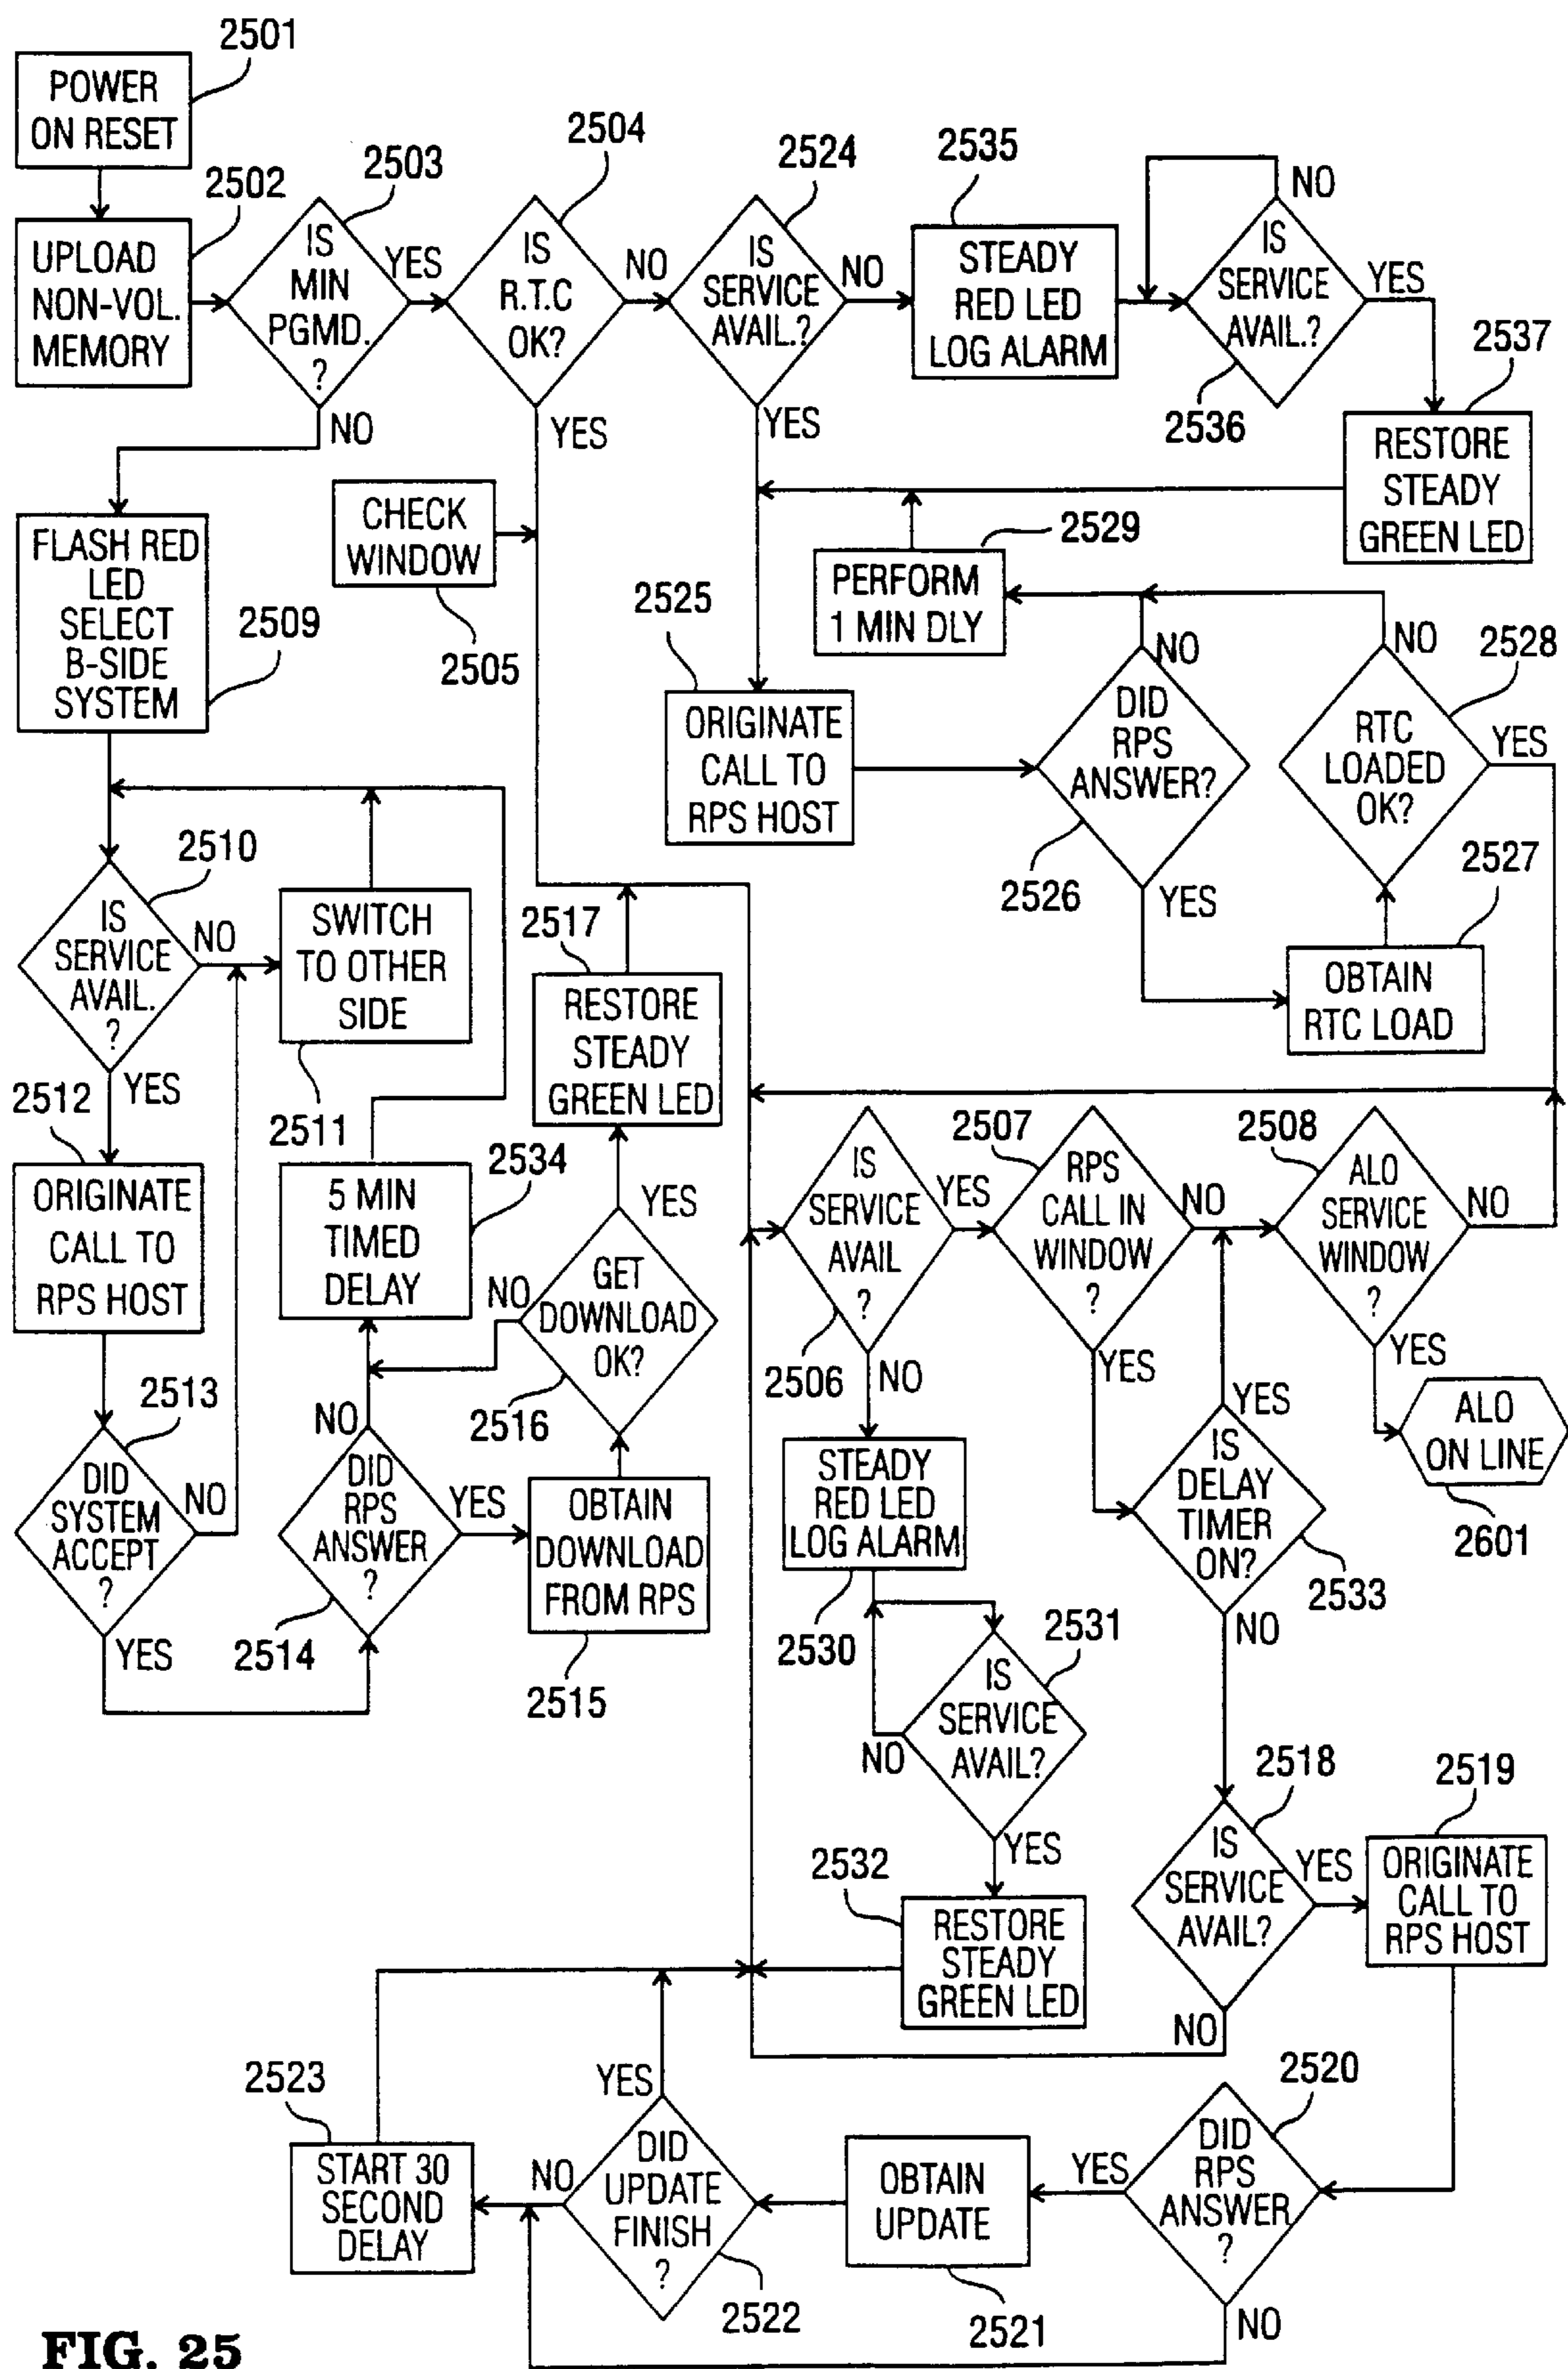 2501
POWER
ON RESET
2502
UPLOAD
NON-VOL.
MEMORY
2503
IS
MIN
PGMD.
?
YES
NO
2504
IS
R.T.C
OK?
NO
YES
2524
IS
SERVICE
AVAIL.?
NO
YES
2535
STEADY
RED LED
LOG ALARM
NO
IS
SERVICE
AVAIL.?
YES
2536
2537
RESTORE
STEADY
GREEN LED
FLASH RED
LED
SELECT
B-SIDE
SYSTEM
2509
CHECK
WINDOW
2505
2529
PERFORM
1 MIN DLY
2525
ORIGINATE
CALL TO
RPS HOST
NO
DID
RPS
ANSWER?
2526
YES
NO
2528
RTC
LOADED
OK?
YES
2527
OBTAIN
RTC LOAD
2510
IS
SERVICE
AVAIL.
?
NO
YES
SWITCH
TO OTHER
SIDE
2511
2517
RESTORE
STEADY
GREEN LED
2512
ORIGINATE
CALL TO
RPS HOST
2534
5 MIN
TIMED
DELAY
YES
GET
DOWNLOAD
OK?
NO
2516
2513
DID
SYSTEM
ACCEPT
?
NO
YES
NO
DID
RPS
ANSWER
?
YES
2514
OBTAIN
DOWNLOAD
FROM RPS
2515
IS
SERVICE
AVAIL
?
YES
2506
NO
2507
RPS
CALL IN
WINDOW
?
NO
YES
2508
ALO
SERVICE
WINDOW
?
NO
YES
ALO
ON LINE
2601
STEADY
RED LED
LOG ALARM
2530
YES
IS
DELAY
TIMER
ON?
2533
NO
2531
IS
SERVICE
AVAIL?
NO
YES
2532
RESTORE
STEADY
GREEN LED
2518
IS
SERVICE
AVAIL?
YES
NO
2519
ORIGINATE
CALL TO
RPS HOST
2523
START 30
SECOND
DELAY
YES
DID
UPDATE
FINISH
?
NO
2522
OBTAIN
UPDATE
2521
2520
DID
RPS
ANSWER
?
YES
NO
FIG. 25